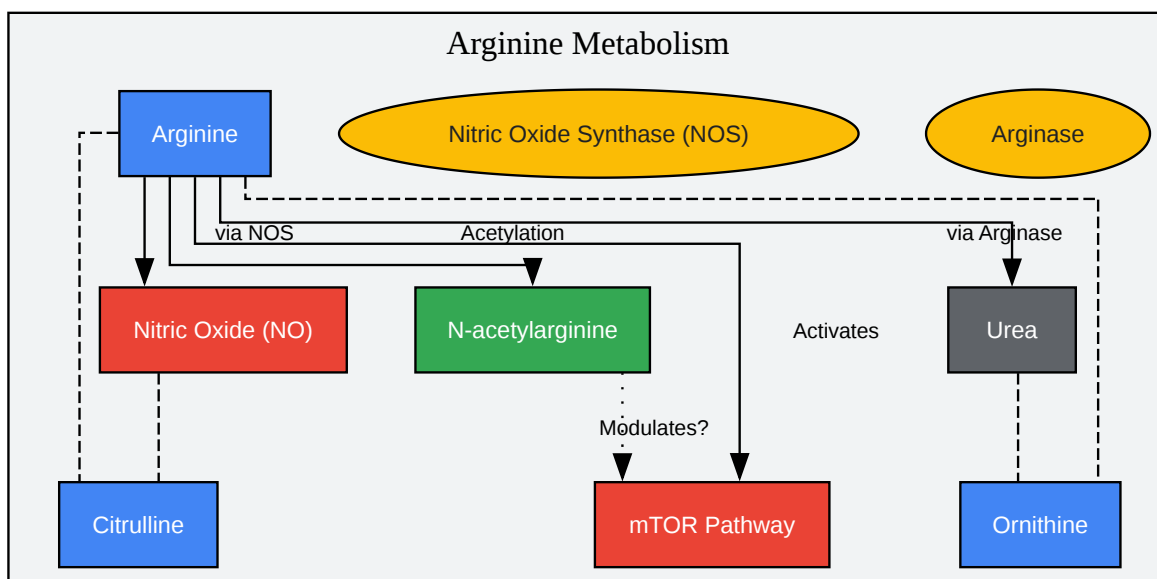 Arginine Metabolism
Arginine
Nitric Oxide Synthase (NOS)
Arginase
via NOS
Acetylation
via Arginase
Nitric Oxide (NO)
N-acetylarginine
Activates
Urea
Modulates?
Citrulline
mTOR Pathway
Ornithine